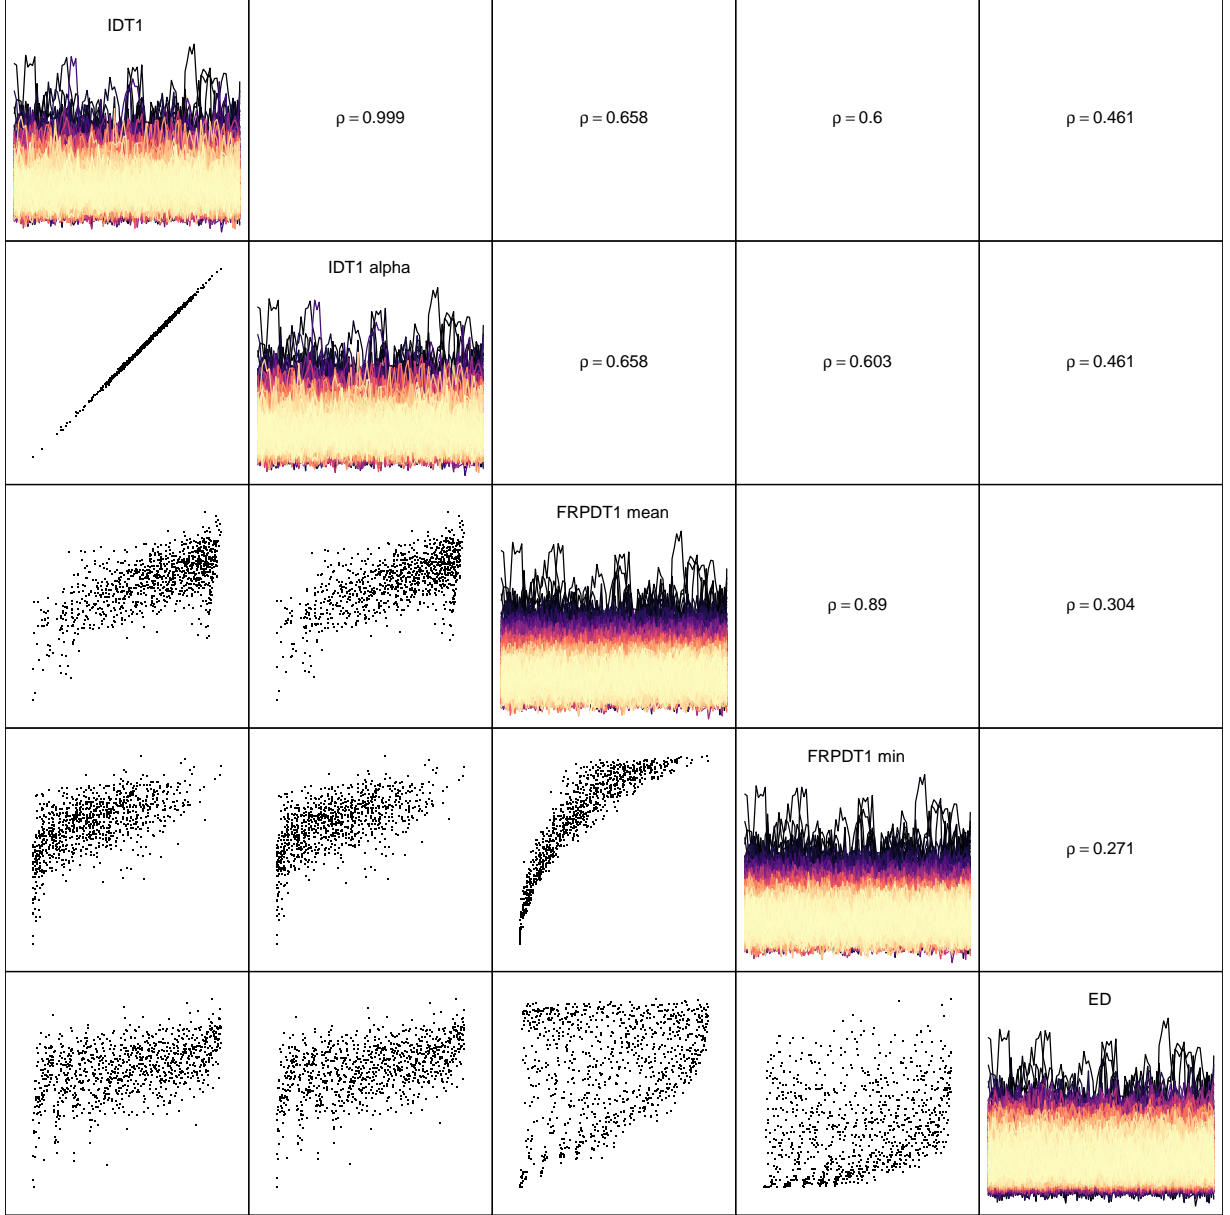 IDT1
ρ = 0.999
ρ = 0.658
ρ = 0.6
ρ = 0.461
IDT1 alpha
ρ = 0.658
ρ = 0.603
ρ = 0.461
FRPDT1 mean
ρ = 0.89
ρ = 0.304
FRPDT1 min
ρ = 0.271
ED